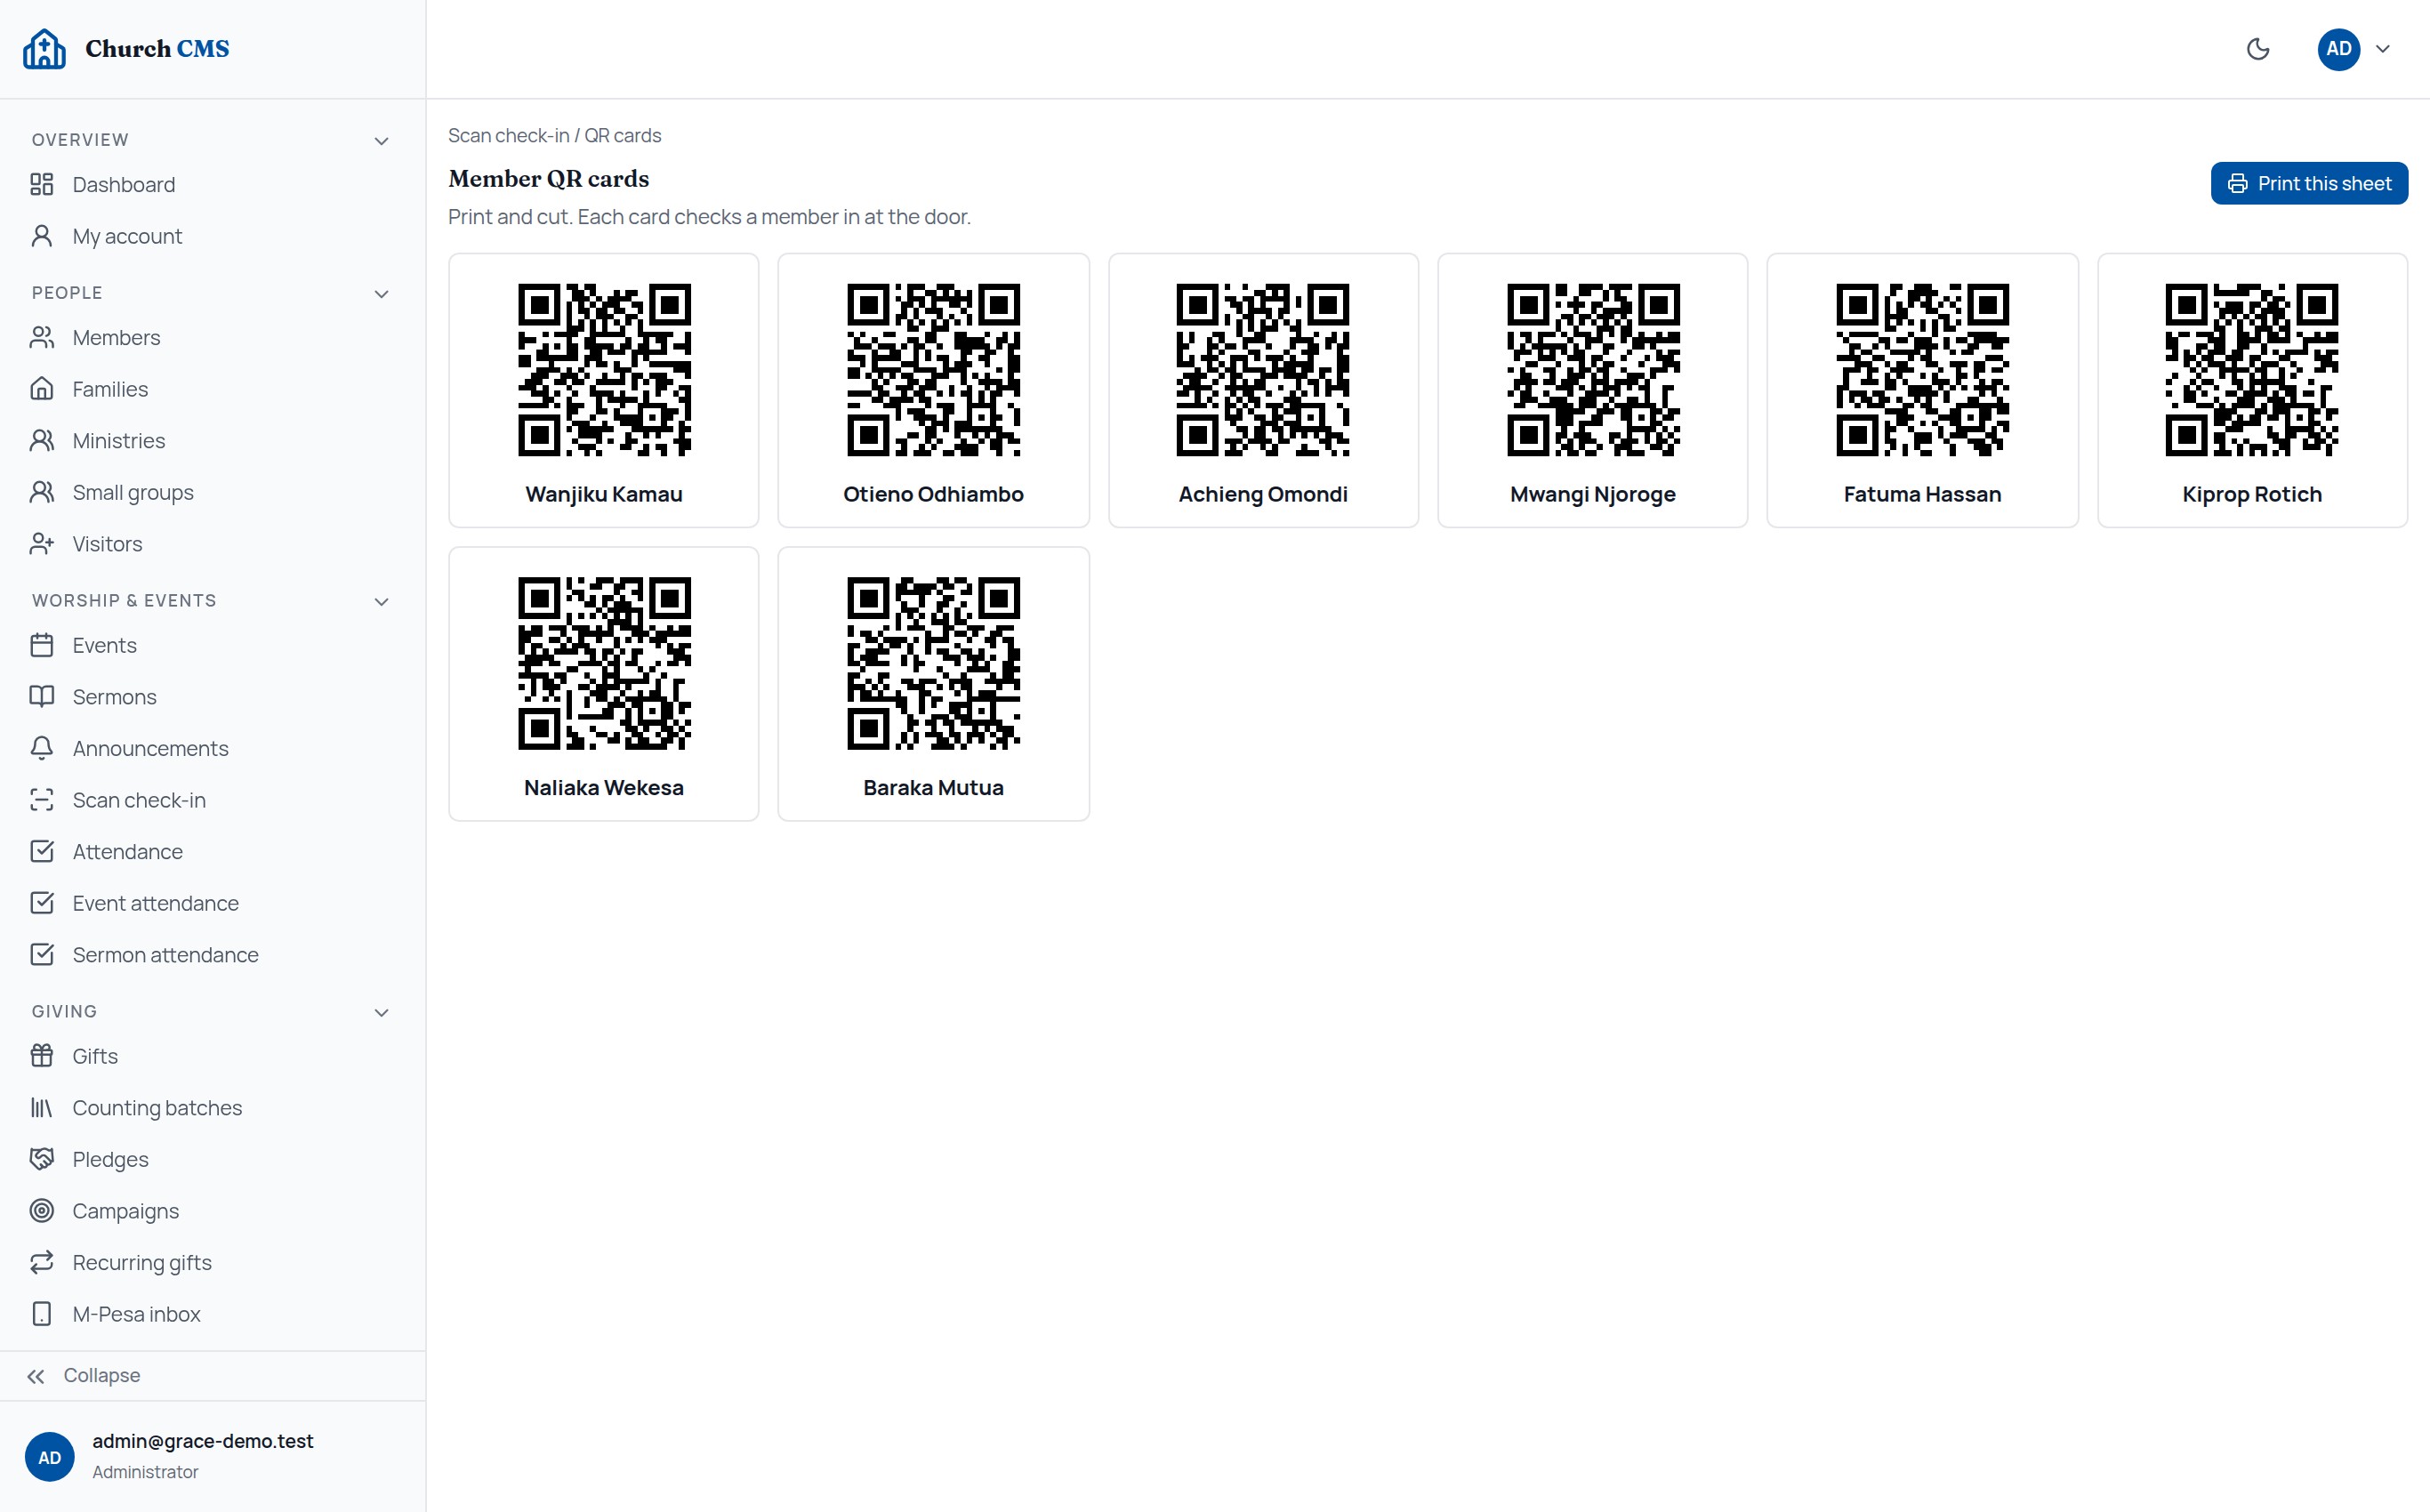 Church CMS
AD
OVERVIEW
Dashboard
My account
PEOPLE
Members
Families
Ministries
Small groups
Visitors
WORSHIP & EVENTS
Events
Sermons
Announcements
Scan check-in
Attendance
Event attendance
Sermon attendance
GIVING
Gifts
Counting batches
Pledges
Campaigns
Recurring gifts
M-Pesa inbox
Collapse
AD
admin@grace-demo.test
Administrator
Scan check-in / QR cards
Member QR cards
Print and cut. Each card checks a member in at the door.
Print this sheet
Wanjiku Kamau
Otieno Odhiambo
Achieng Omondi
Mwangi Njoroge
Fatuma Hassan
Kiprop Rotich
Naliaka Wekesa
Baraka Mutua